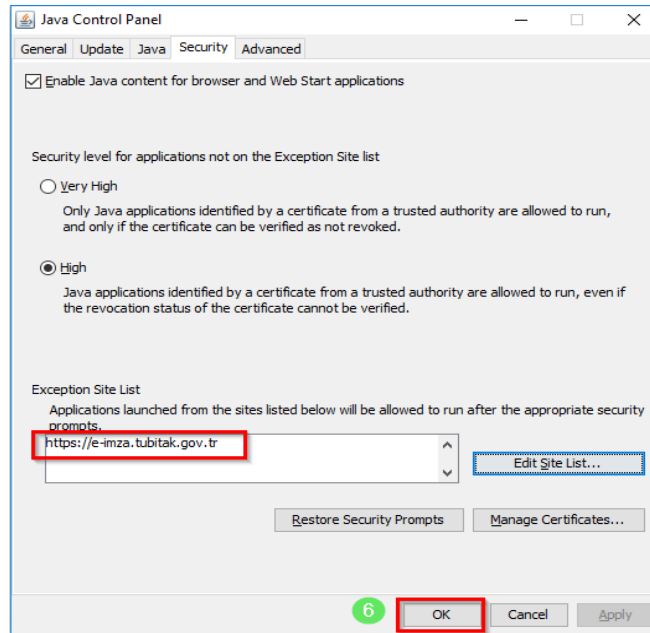 Java Control Panel
General Update Java Security Advanced
Enable Java content for browser and Web Start applications
Security level for applications not on the Exception Site list
Very High
Only Java applications identified by a certificate from a trusted authority are allowed to run,
and only if the certificate can be verified as not revoked.
High
Java applications identified by a certificate from a trusted authority are allowed to run, even if
the revocation status of the certificate cannot be verified.
Exception Site List
Applications launched from the sites listed below will be allowed to run after the appropriate security
prompts.
https://e-imza.tubitak.gov.tr
Edit Site List...
Restore Security Prompts Manage Certificates...
6 OK Cancel Apply